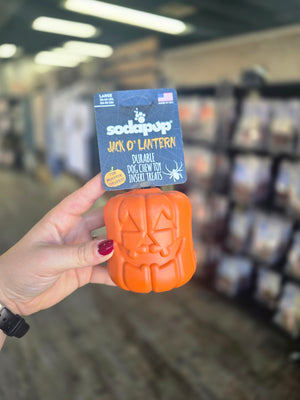 LARGE
sodapup
JACK O' LANTERN
DURABLE
DOG CHEW TOY
INSERT TREATS